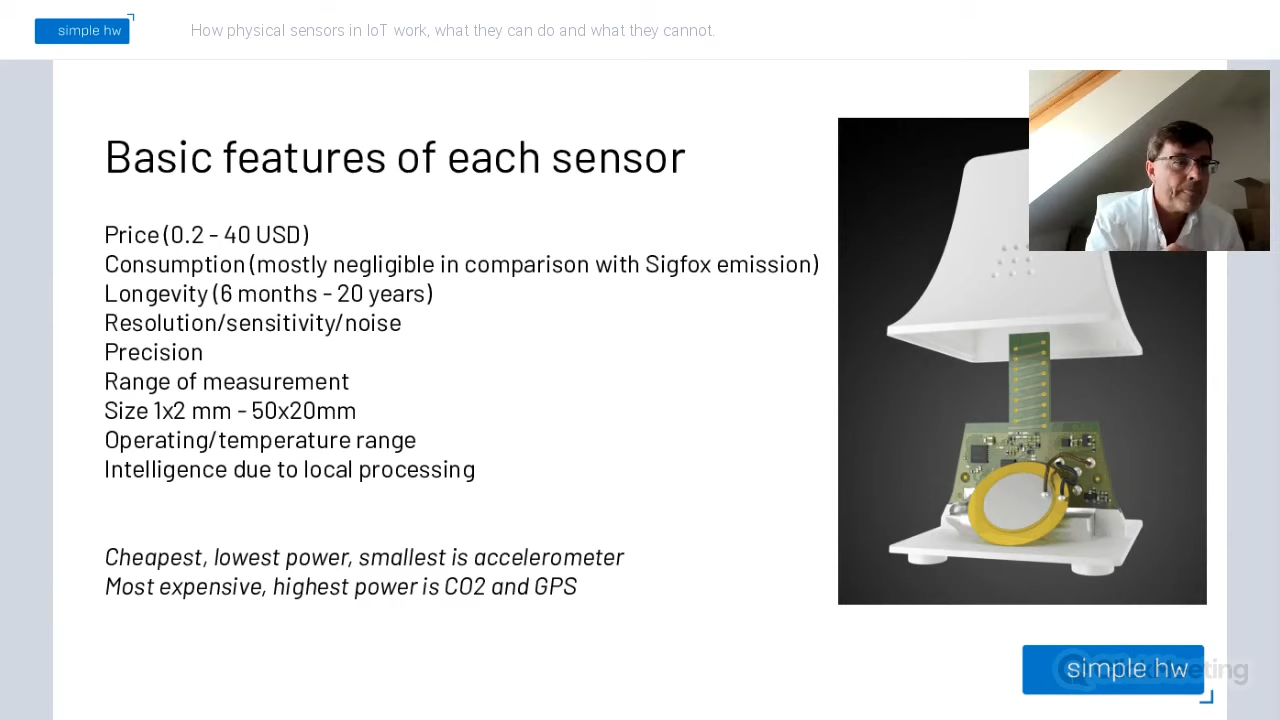 simple hw
How physical sensors in IoT work, what they can do and what they cannot.
Basic features of each sensor
Price (0.2 - 40 USD)
Consumption (mostly negligible in comparison with Sigfox emission)
Longevity (6 months - 20 years)
Resolution/sensitivity/noise
Precision
Range of measurement
Size 1x2 mm - 50x20mm
Operating/temperature range
Intelligence due to local processing
Cheapest, lowest power, smallest is accelerometer
Most expensive, highest power is CO2 and GPS
simple hw